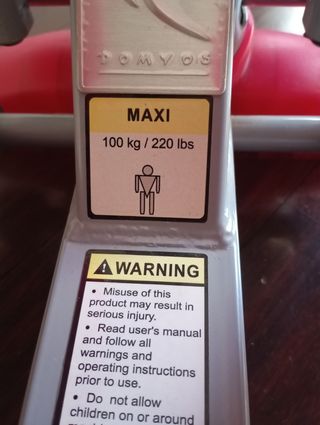 DOMYOS
MAXI
100 kg / 220 lbs
WARNING
• Misuse of this
product may result in
serious injury.
• Read user's manual
and follow all
warnings and
operating instructions
prior to use.
• Do not allow
children on or around